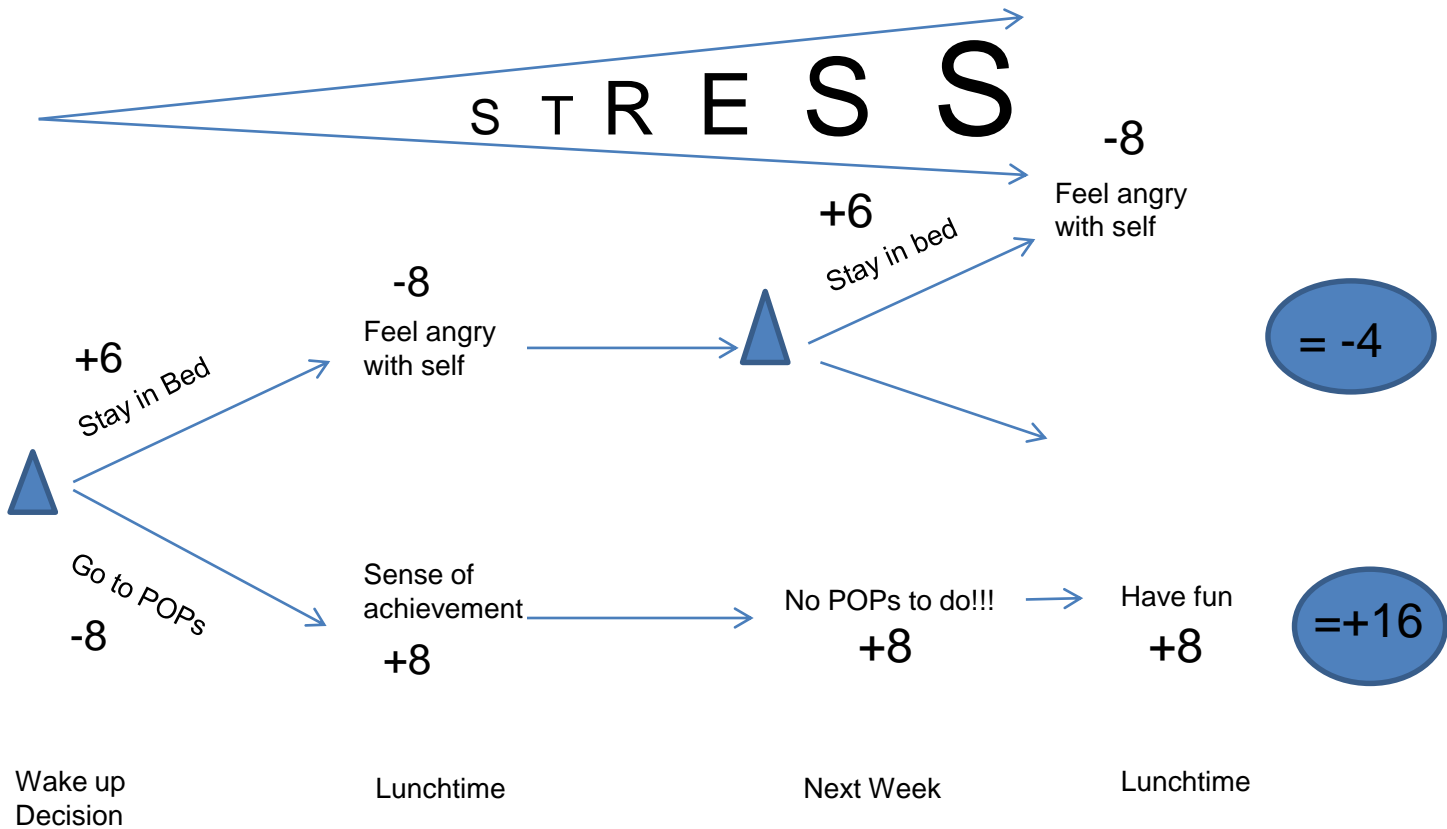 S T R E S S
-8
Feel angry
with self
+6
Stay in bed
-8
Feel angry
with self
= -4
+6
Stay in Bed
Go to POPs
-8
Sense of
achievement
+8
No POPs to do!!!
+8
Have fun
+8
=+16
Wake up
Decision
Lunchtime
Next Week
Lunchtime